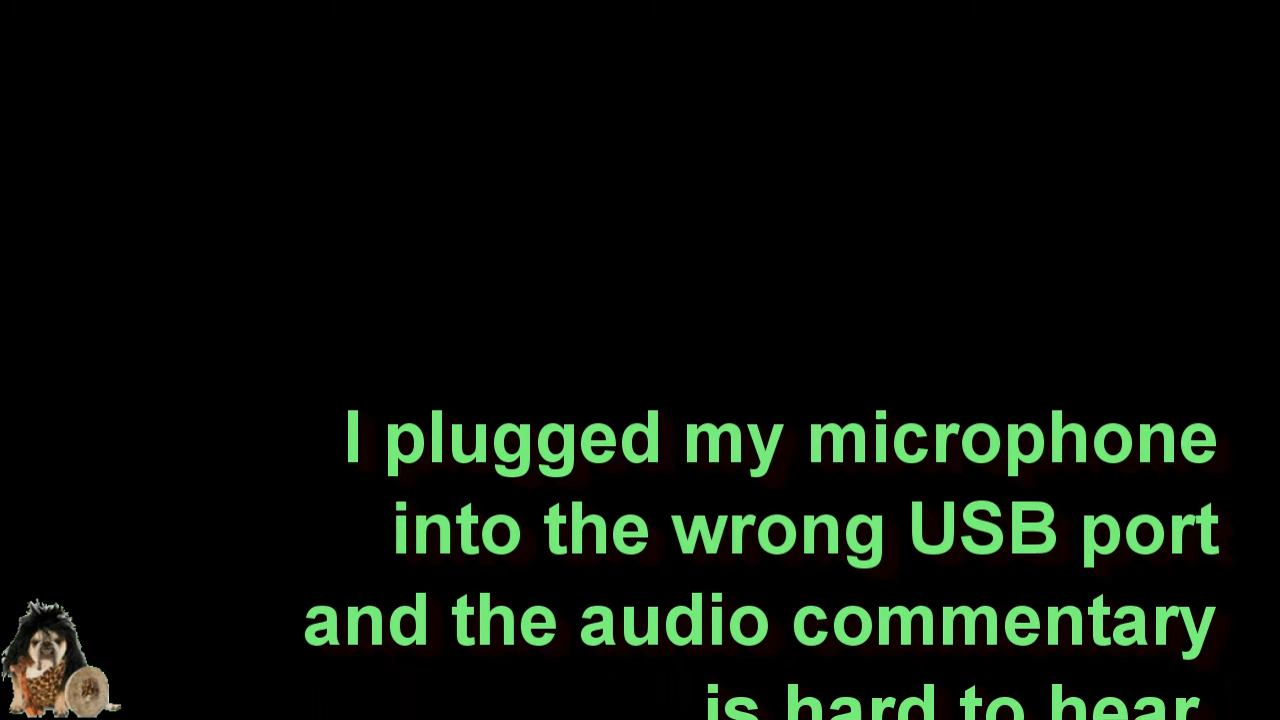 I plugged my microphone
into the wrong USB port
and the audio commentary
is hard to hear